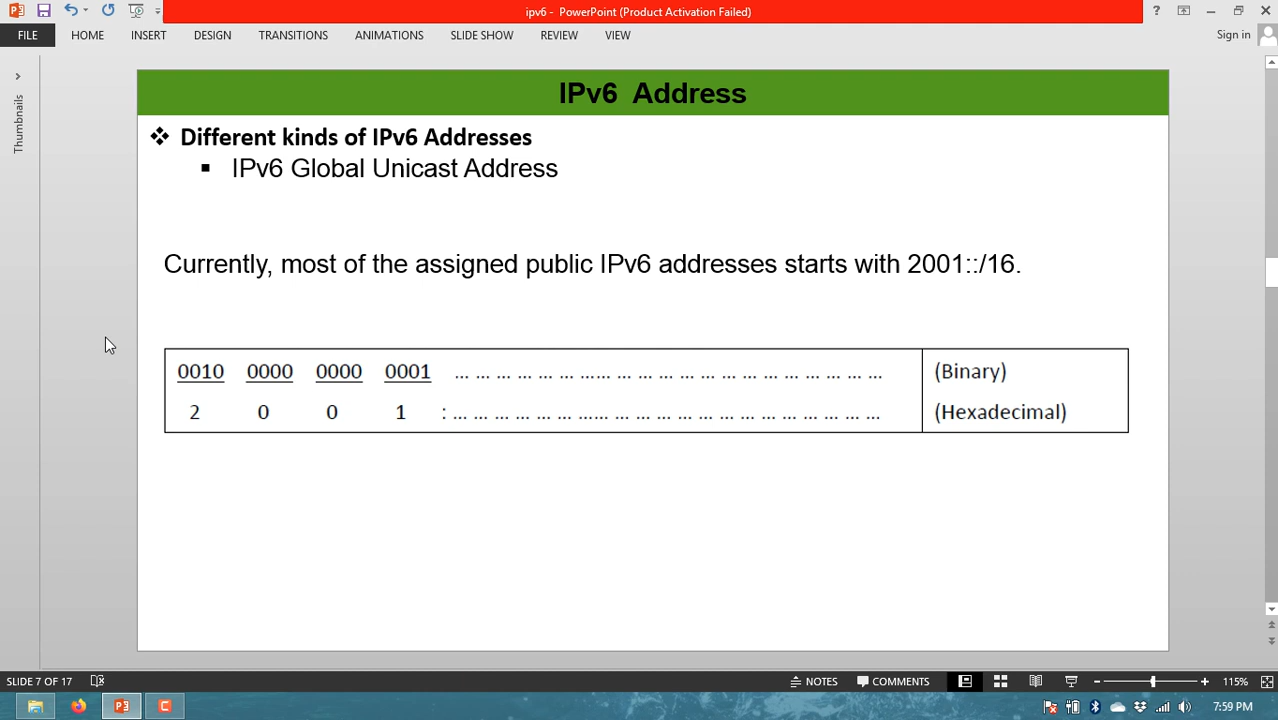 ipv6 - PowerPoint (Product Activation Failed)
?
FILE HOME INSERT DESIGN TRANSITIONS ANIMATIONS SLIDE SHOW REVIEW VIEW Sign in
Thumbnails
IPv6 Address
❖ Different kinds of IPv6 Addresses
▪ IPv6 Global Unicast Address
Currently, most of the assigned public IPv6 addresses starts with 2001::/16.
0010 0000 0000 0001 ... ... ... ... ... ... ...... ... ... ... ... ... ... ... ... ... ... ... ... ... (Binary)
2 0 0 1 : ... ... ... ... ... ... ...... ... ... ... ... ... ... ... ... ... ... ... ... ... (Hexadecimal)
SLIDE 7 OF 17 NOTES COMMENTS 115%
7:59 PM